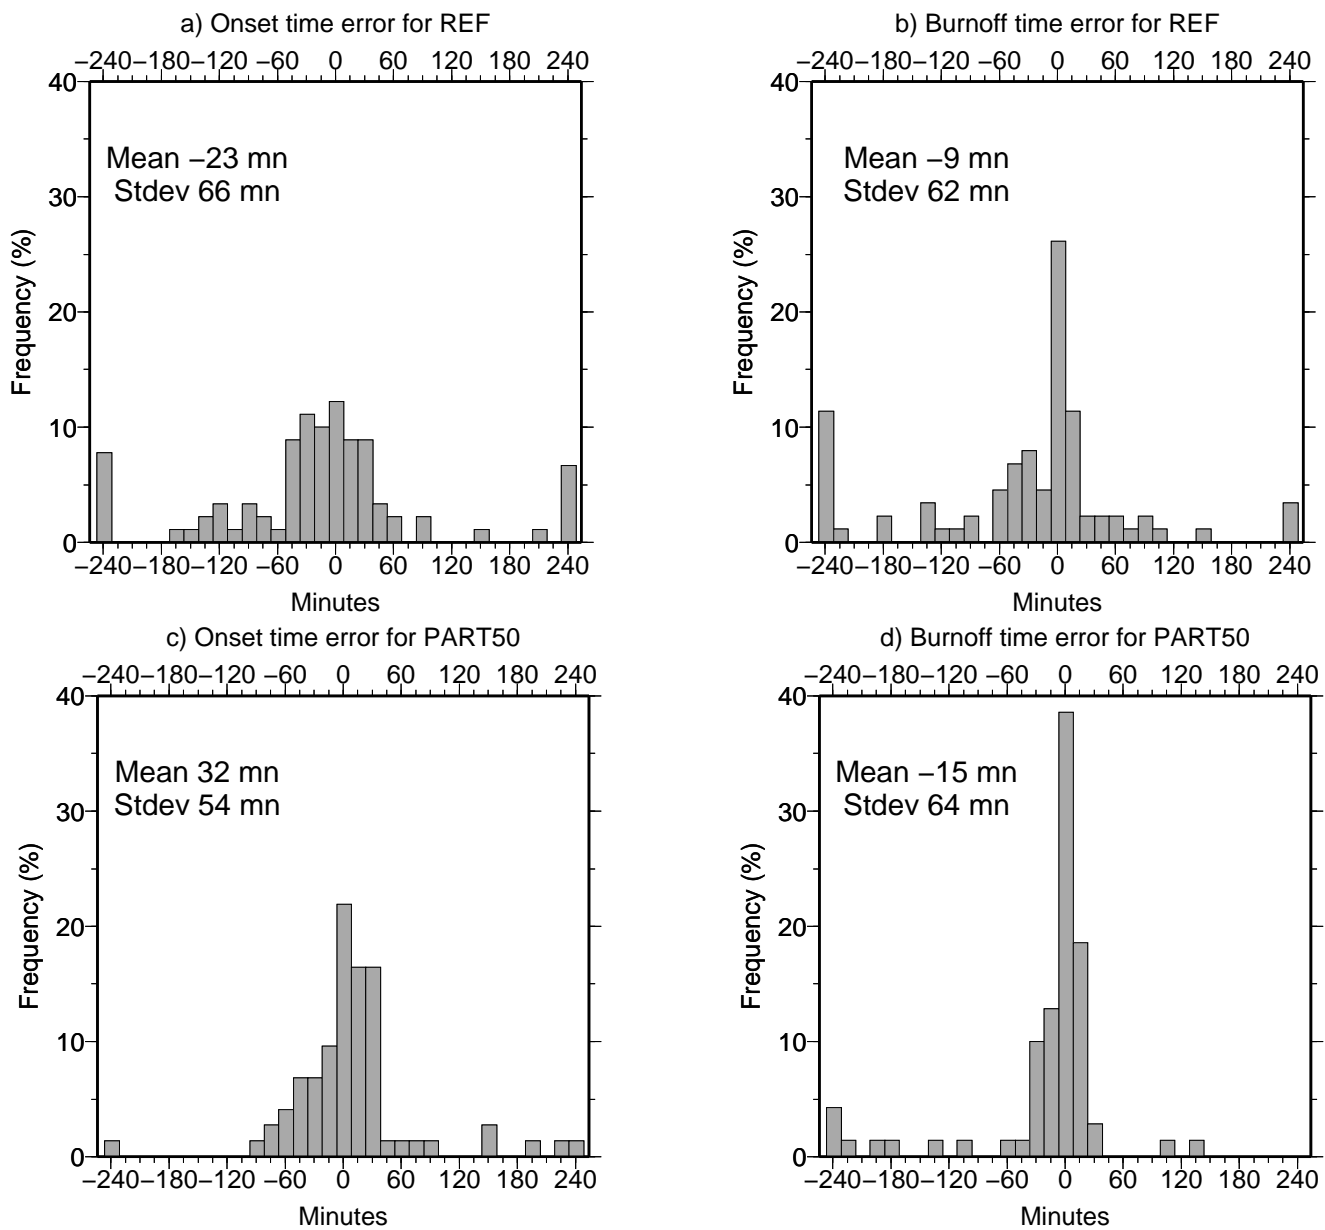 a) Onset time error for REF
−240 −180 −120 −60 0 60 120 180 240
40
30
20
10
0
Frequency (%)
Mean −23 mn
Stdev 66 mn
−240 −180 −120 −60 0 60 120 180 240
Minutes
b) Burnoff time error for REF
−240 −180 −120 −60 0 60 120 180 240
40
30
20
10
0
Frequency (%)
Mean −9 mn
Stdev 62 mn
−240 −180 −120 −60 0 60 120 180 240
Minutes
c) Onset time error for PART50
−240 −180 −120 −60 0 60 120 180 240
40
30
20
10
0
Frequency (%)
Mean 32 mn
Stdev 54 mn
−240 −180 −120 −60 0 60 120 180 240
Minutes
d) Burnoff time error for PART50
−240 −180 −120 −60 0 60 120 180 240
40
30
20
10
0
Frequency (%)
Mean −15 mn
Stdev 64 mn
−240 −180 −120 −60 0 60 120 180 240
Minutes